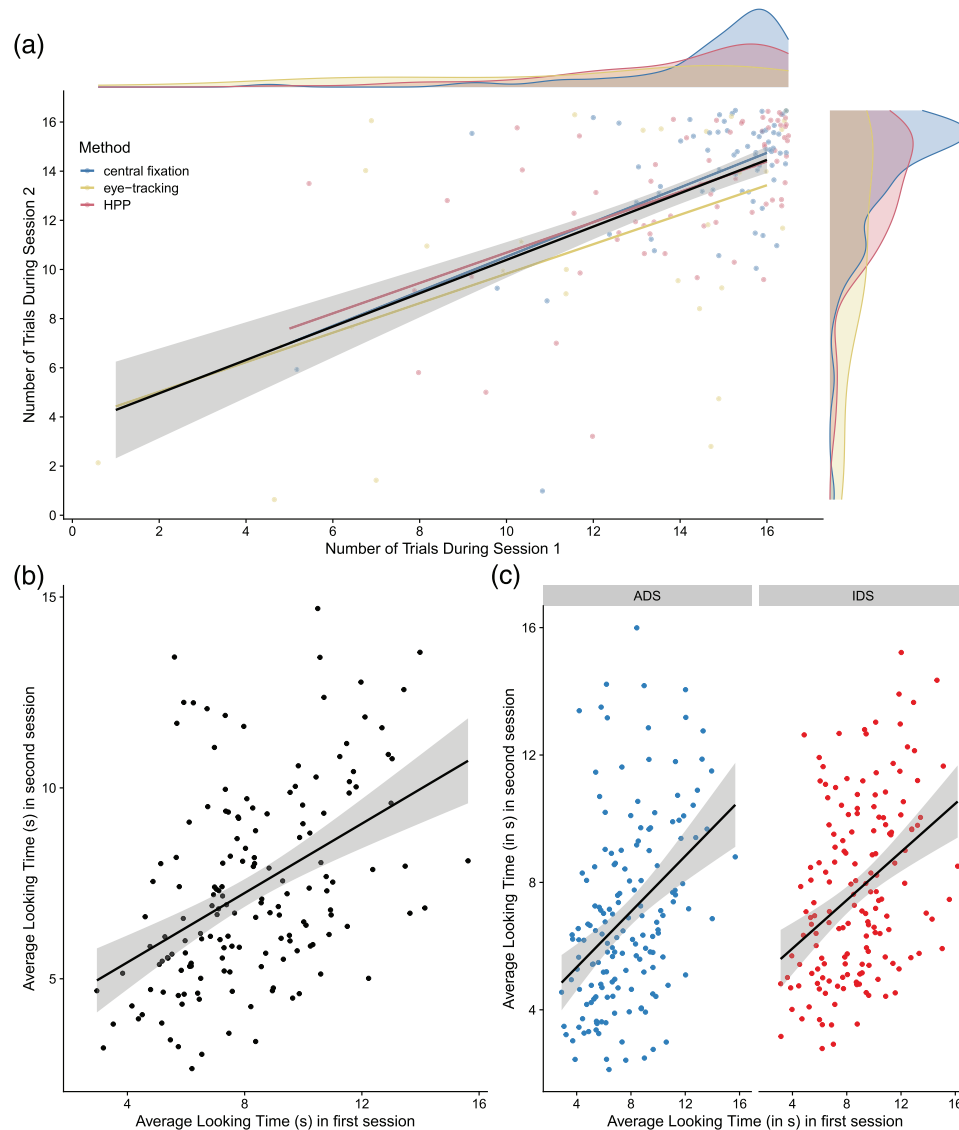 (a)
Number of Trials During Session 2
16
14
12
10
8
6
4
2
0
Method
central fixation
eye-tracking
HPP
0 2 4 6 8 10 12 14 16
Number of Trials During Session 1
(b)
Average Looking Time (s) in second session
15
10
5
4 8 12 16
Average Looking Time (s) in first session
(c)
ADS IDS
Average Looking Time (in s) in second session
16
12
8
4
4 8 12 16 4 8 12 16
Average Looking Time (in s) in first session